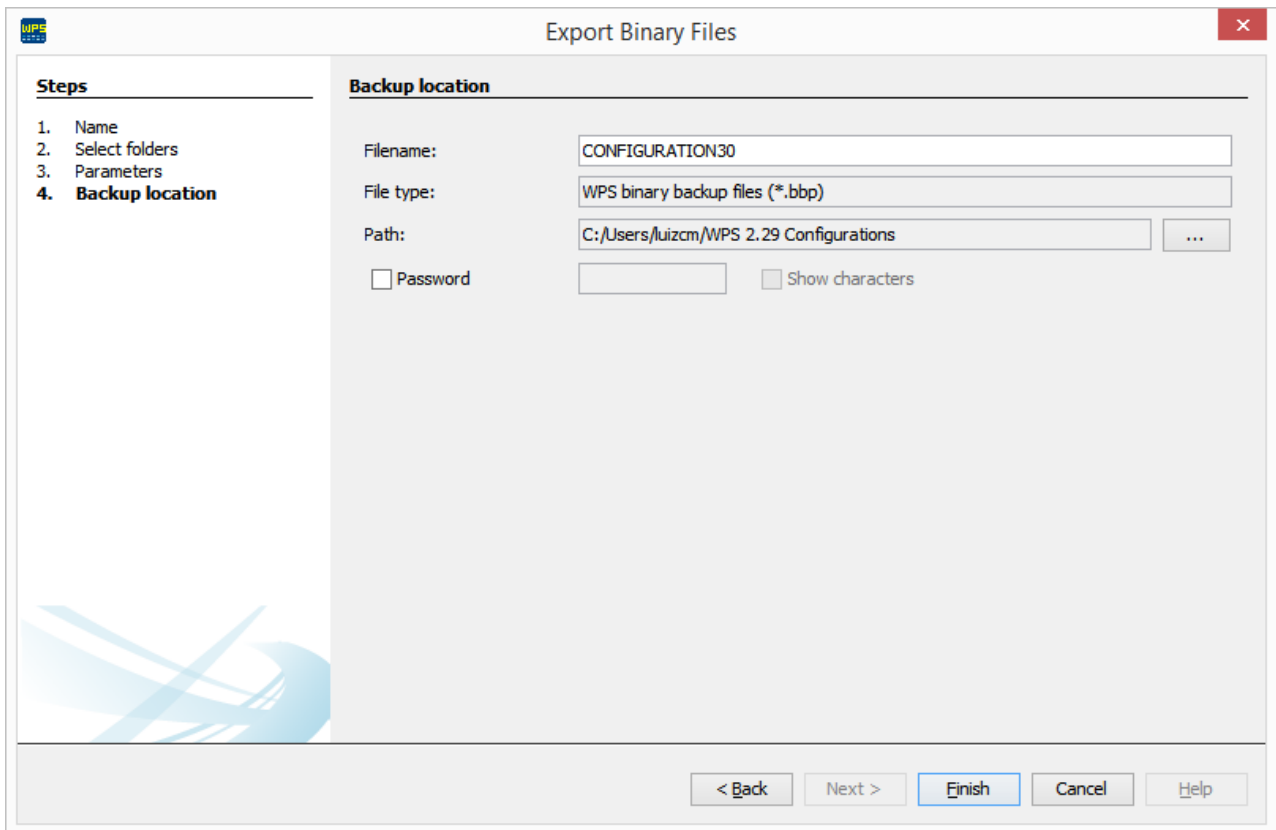 WPS
Export Binary Files
Steps
1. Name
2. Select folders
3. Parameters
4. Backup location
Backup location
Filename: CONFIGURATION30
File type: WPS binary backup files (*.bbp)
Path: C:/Users/luizcm/WPS 2.29 Configurations ...
Password Show characters
< Back Next > Finish Cancel Help